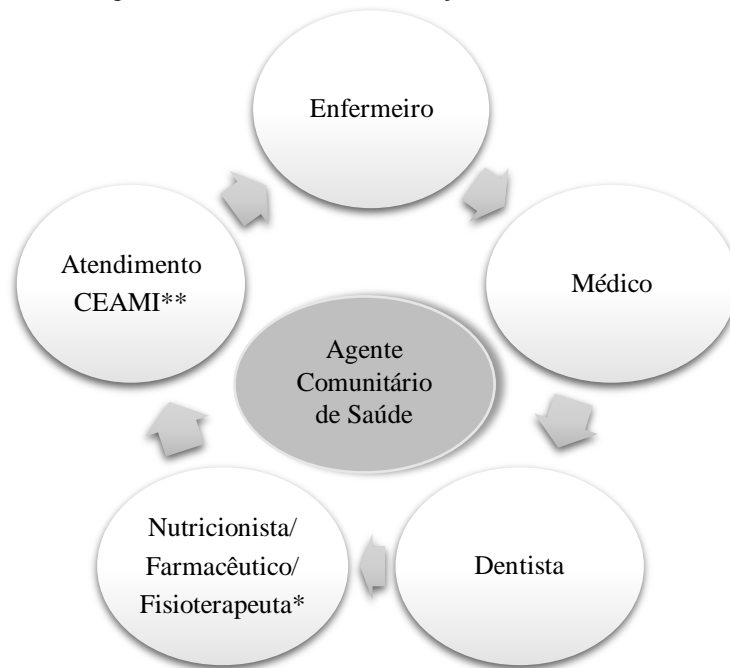 Enfermeiro
Médico
Dentista
Nutricionista/
Farmacêutico/
Fisioterapeuta*
Atendimento
CEAMI**
Agente
Comunitário
de Saúde